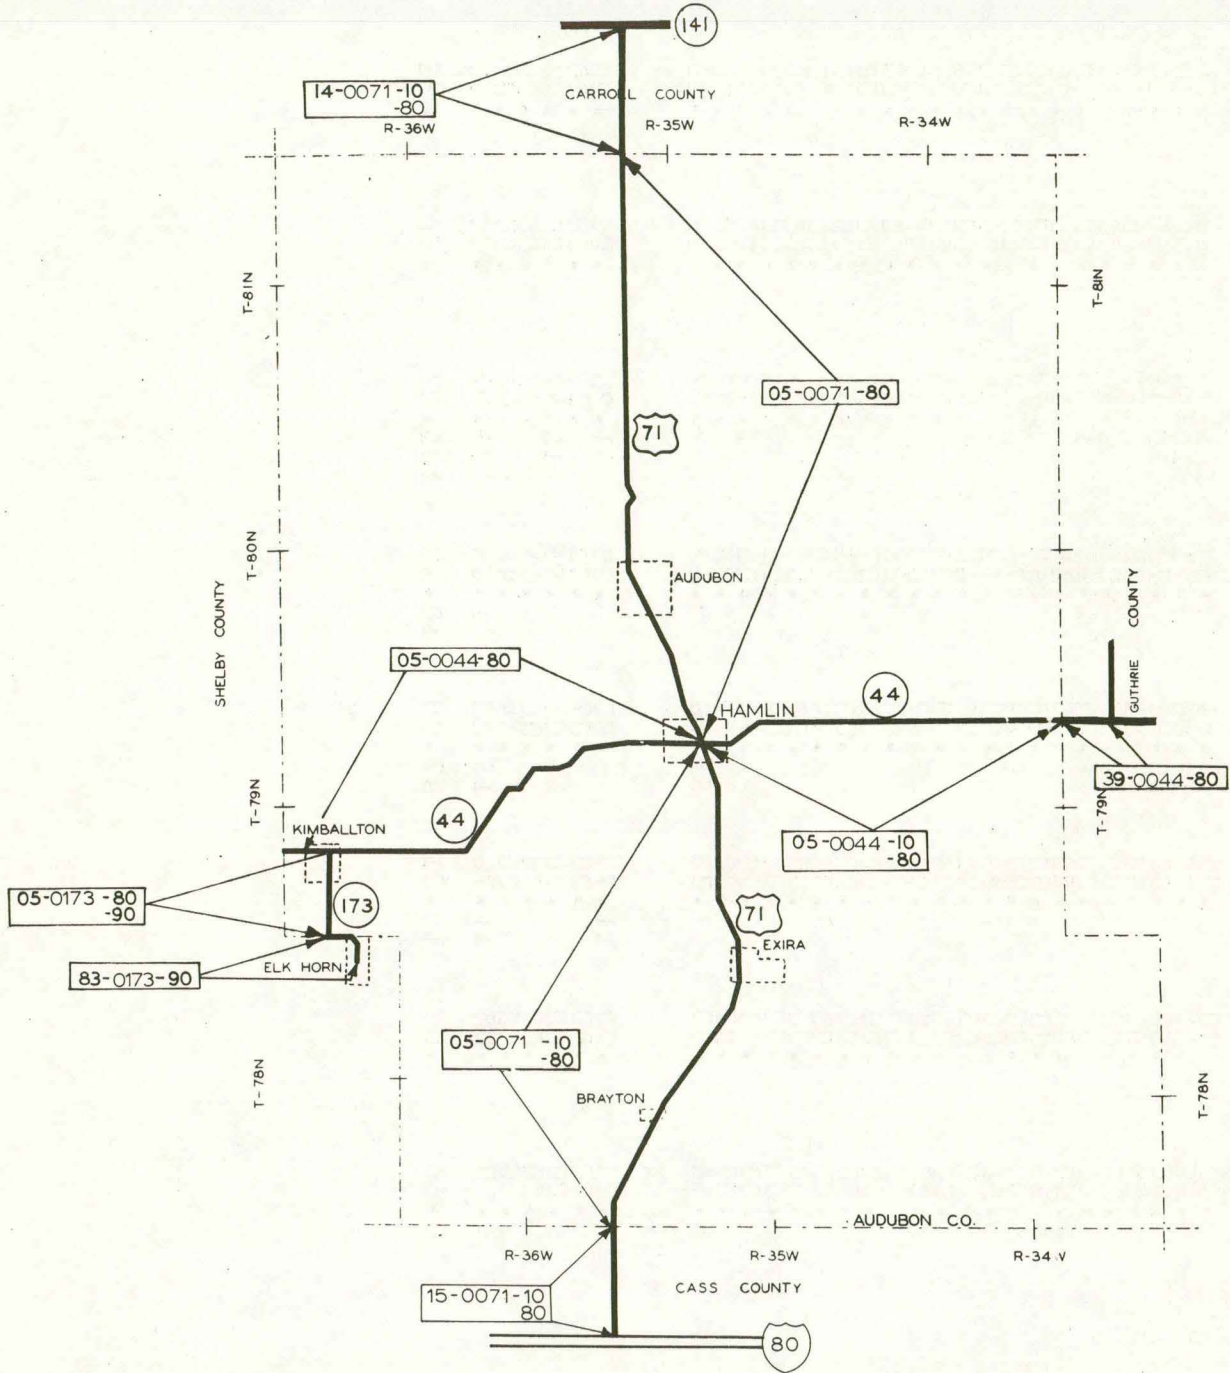 141
14-0071-10
-80
CARROLL COUNTY
R-36W
R-35W
R-34W
T-81N
T-81N
05-0071-80
71
T-80N
AUDUBON
SHELBY COUNTY
GUTHRIE COUNTY
05-0044-80
HAMLIN
44
39-0044-80
T-79N
T-79N
KIMBALLTON
44
05-0044-10
-80
05-0173-80
-90
173
71
EXIRA
ELK HORN
83-0173-90
05-0071-10
-80
T-78N
BRAYTON
T-78N
AUDUBON CO.
R-36W
R-35W
R-34W
15-0071-10
80
CASS COUNTY
80